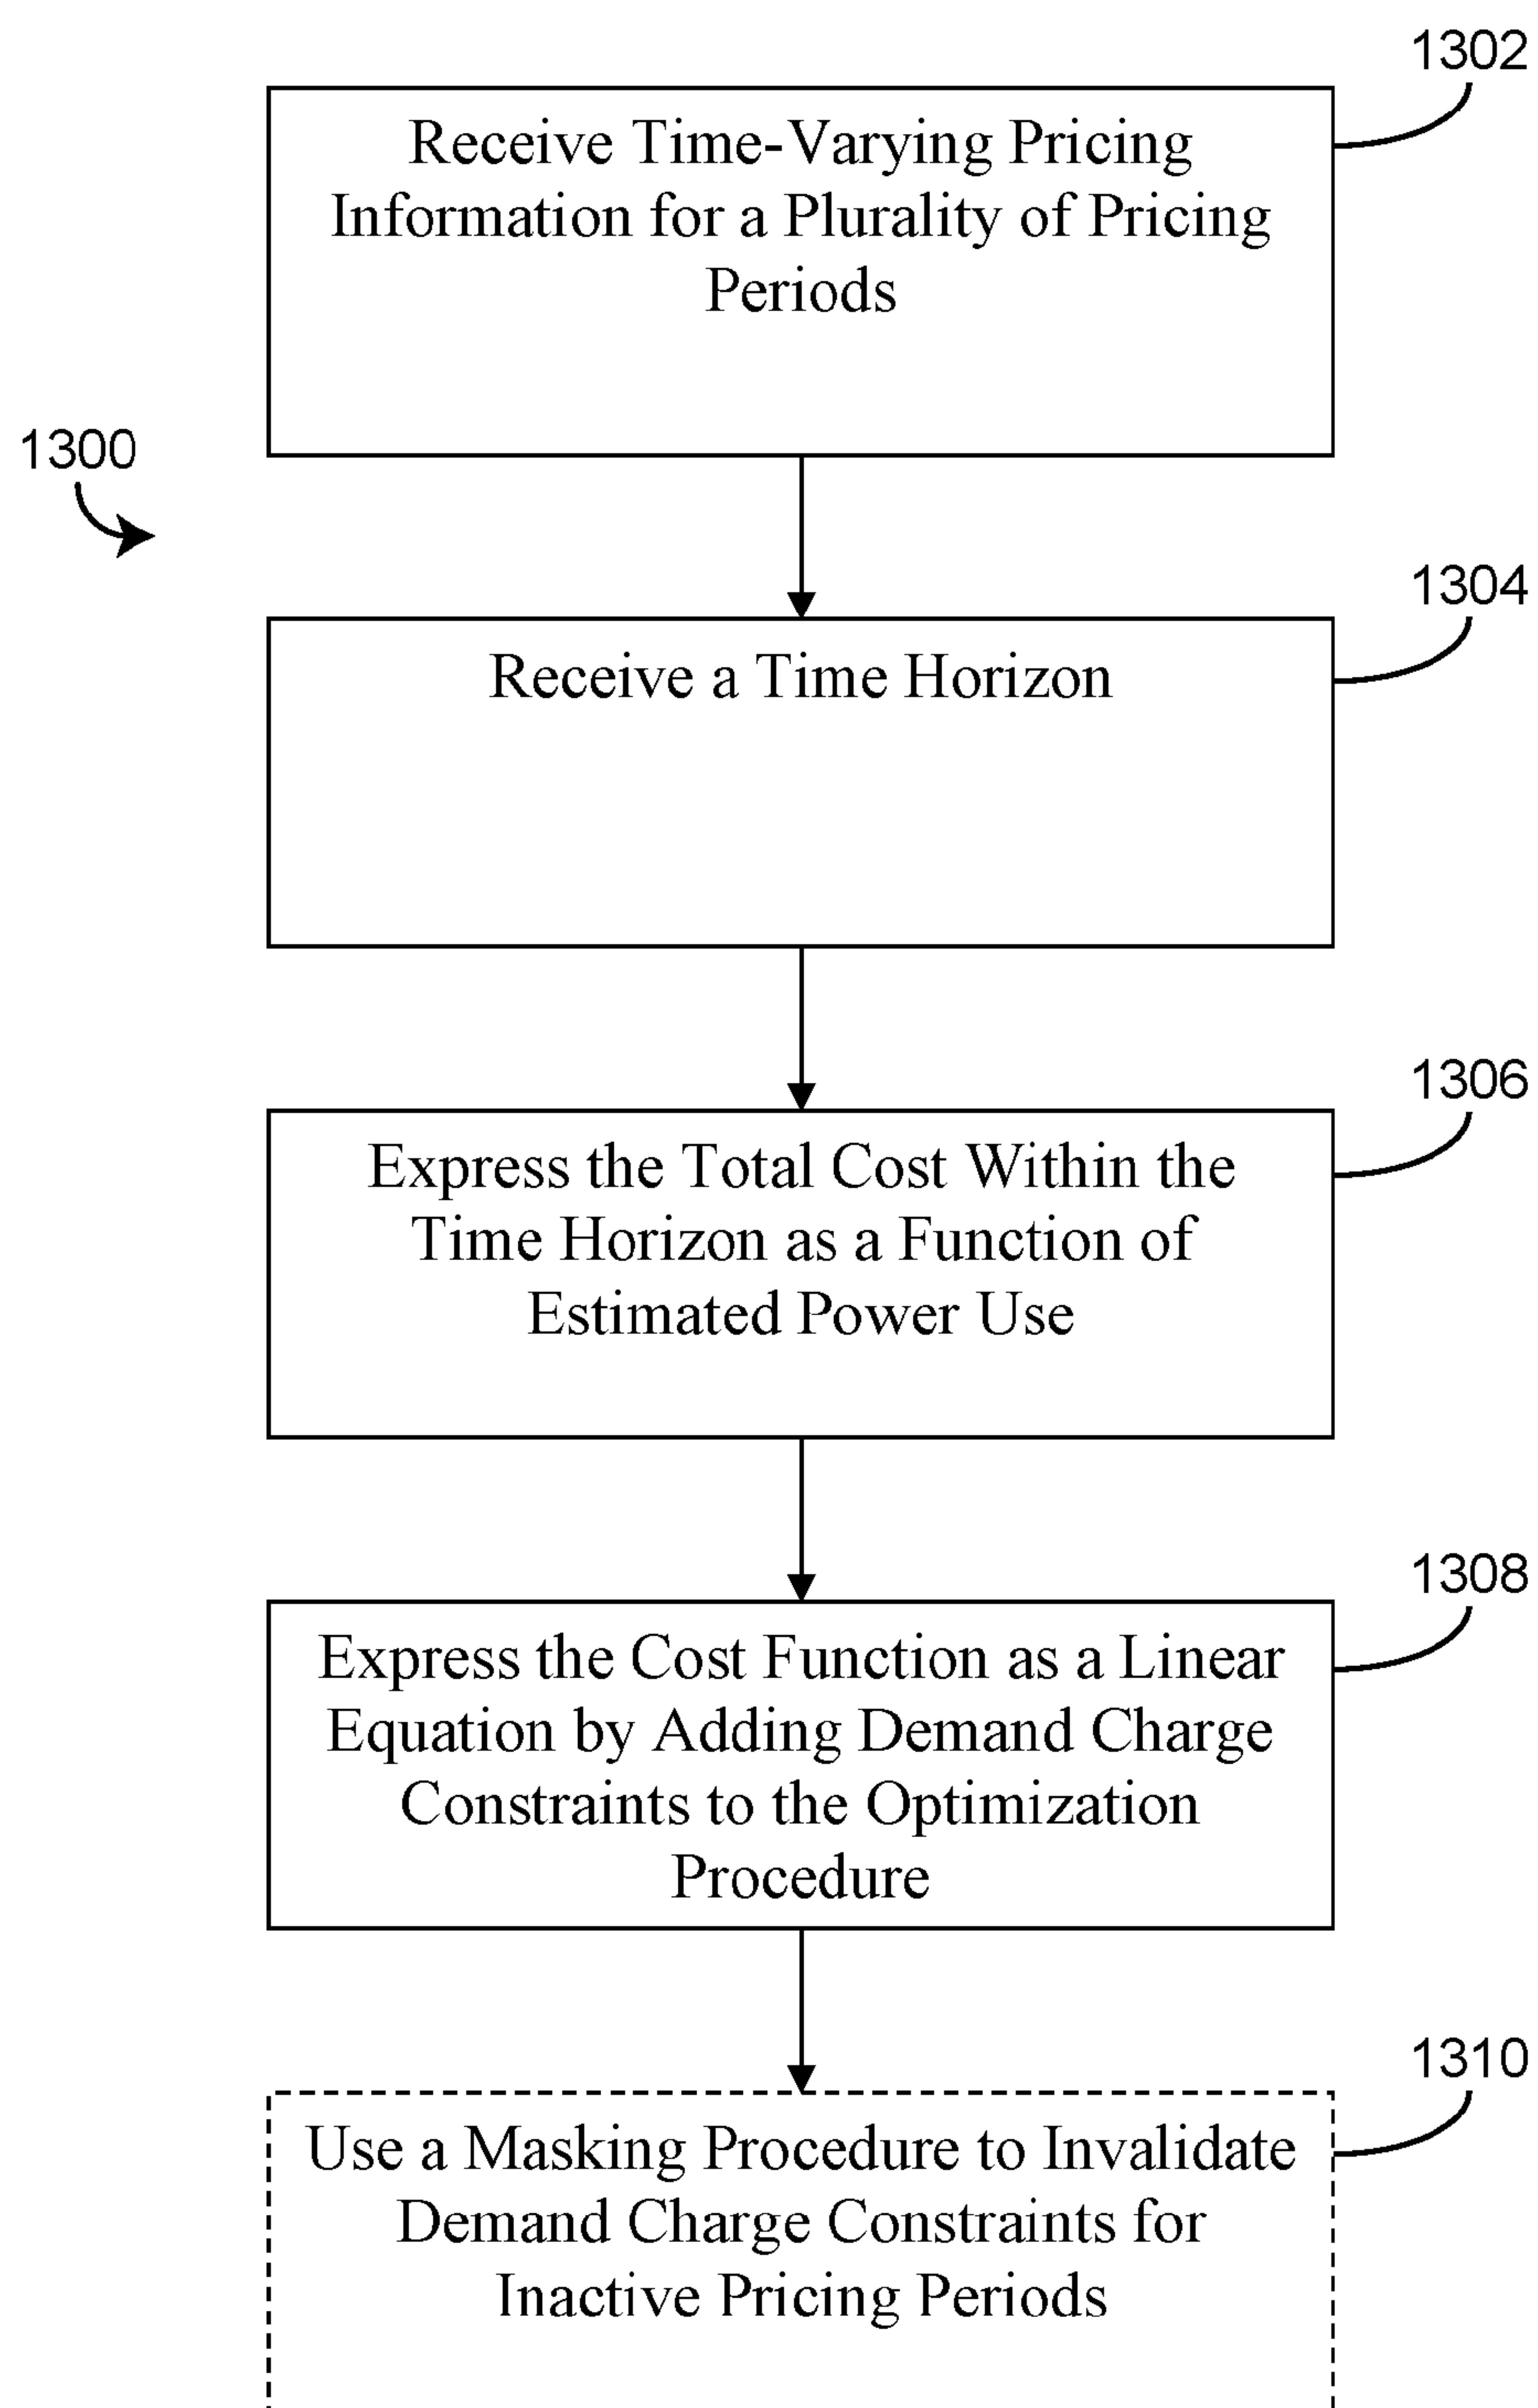 1302
Receive Time-Varying Pricing
Information for a Plurality of Pricing
Periods
1300
1304
Receive a Time Horizon
1306
Express the Total Cost Within the
Time Horizon as a Function of
Estimated Power Use
1308
Express the Cost Function as a Linear
Equation by Adding Demand Charge
Constraints to the Optimization
Procedure
1310
Use a Masking Procedure to Invalidate
Demand Charge Constraints for
Inactive Pricing Periods